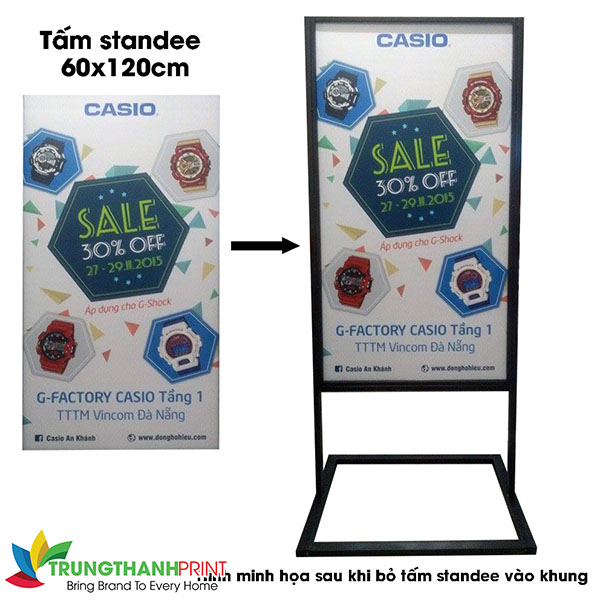 Tấm standee
60x120cm
CASIO
SALE
30% OFF
27 - 29.11.2015
Áp dụng cho G-Shock
G-FACTORY CASIO Tầng 1
TTTM Vincom Đà Nẵng
Casio An Khánh
www.donghohieu.com
CASIO
SALE
30% OFF
27 - 29.11.2015
Áp dụng cho G-Shock
G-FACTORY CASIO Tầng 1
TTTM Vincom Đà Nẵng
Casio An Khánh
www.donghohieu.com
TRUNGTHANHPRINT
Bring Brand To Every Home
minh họa sau khi bỏ tấm standee vào khung